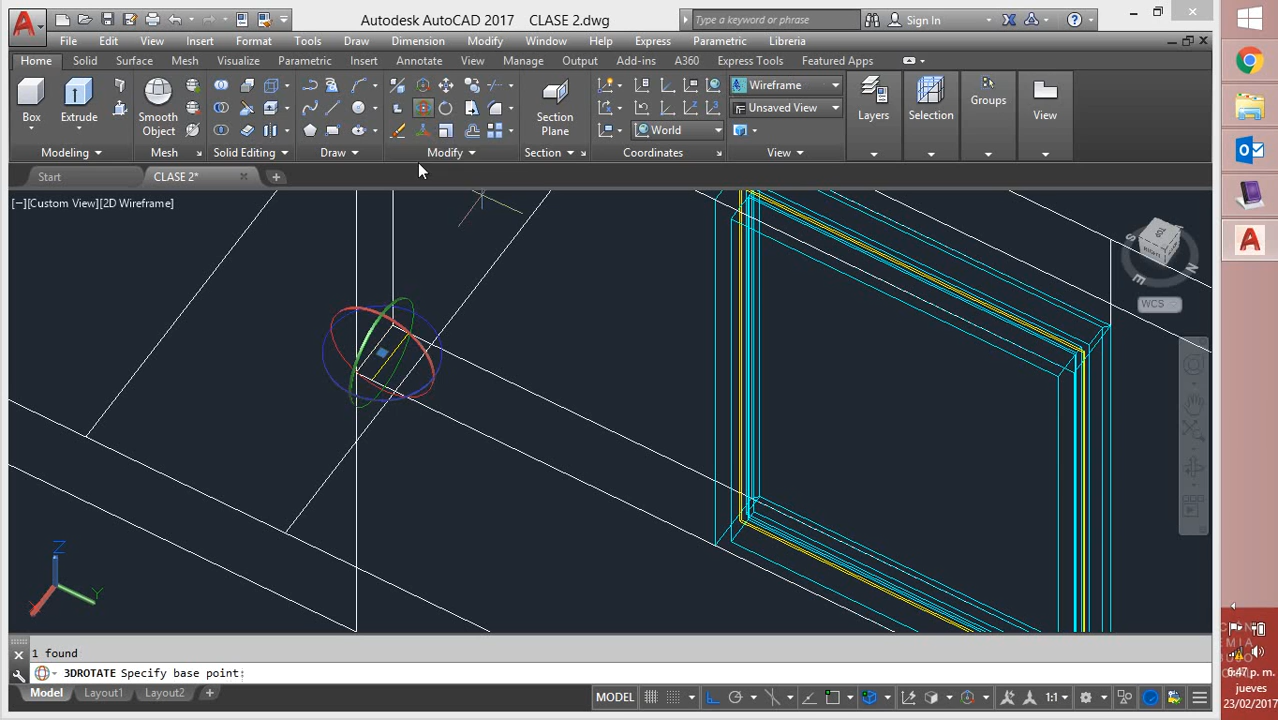 Autodesk AutoCAD 2017 CLASE 2.dwg
Type a keyword or phrase
Sign In
File Edit View Insert Format Tools Draw Dimension Modify Window Help Express Parametric Libreria
Home Solid Surface Mesh Visualize Parametric Insert Annotate View Manage Output Add-ins A360 Express Tools Featured Apps
Box
Extrude
Smooth
Object
Section
Plane
Wireframe
Unsaved View
World
Layers
Selection
Groups
View
Modeling
Mesh
Solid Editing
Draw
Modify
Section
Coordinates
View
Start
CLASE 2*
[−][Custom View][2D Wireframe]
S
N
E
WCS
Z
Y
1 found
3DROTATE Specify base point:
Model
Layout1
Layout2
MODEL
1:1
6:47 p. m.
jueves
23/02/2017